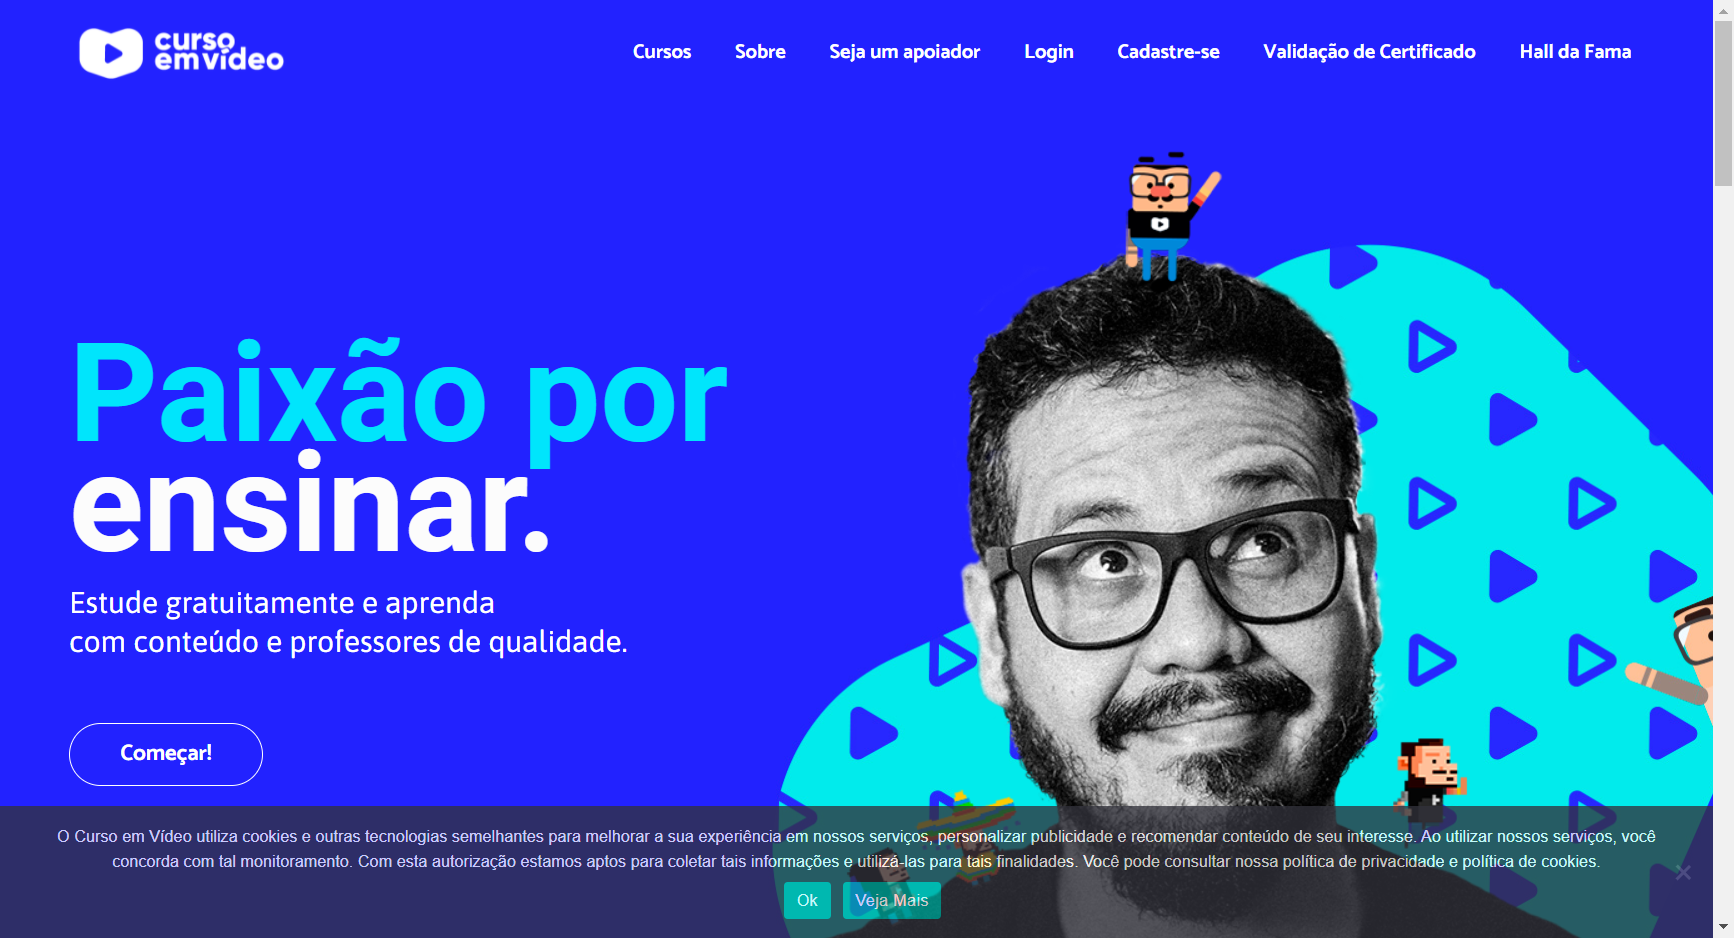 curso
em vídeo
Cursos Sobre Seja um apoiador Login Cadastre-se Validação de Certificado Hall da Fama
Paixão por
ensinar.
Estude gratuitamente e aprenda
com conteúdo e professores de qualidade.
Começar!
O Curso em Vídeo utiliza cookies e outras tecnologias semelhantes para melhorar a sua experiência em nossos serviços, personalizar publicidade e recomendar conteúdo de seu interesse. Ao utilizar nossos serviços, você
concorda com tal monitoramento. Com esta autorização estamos aptos para coletar tais informações e utilizá-las para tais finalidades. Você pode consultar nossa política de privacidade e política de cookies.
Ok Veja Mais